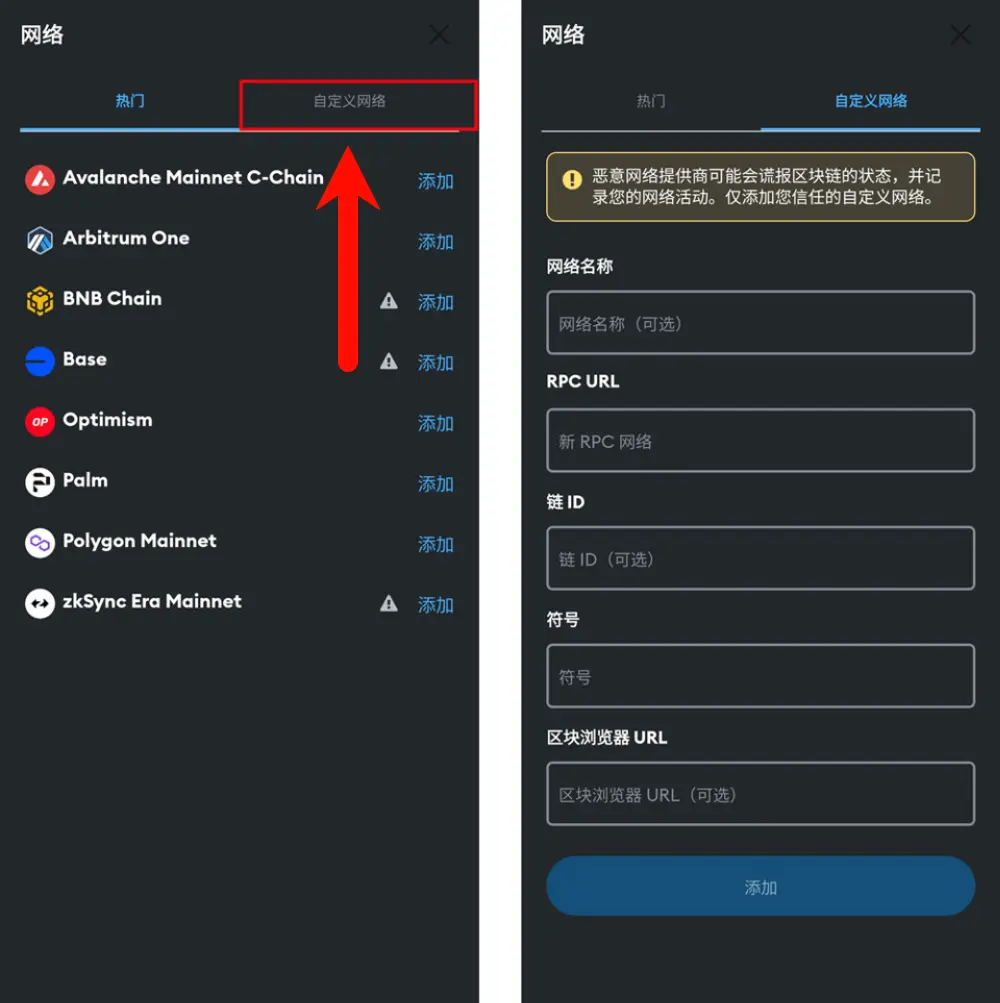 网络
热门
自定义网络
Avalanche Mainnet C-Chain
添加
Arbitrum One
添加
BNB Chain
添加
Base
添加
OP
Optimism
添加
Palm
添加
Polygon Mainnet
添加
zkSync Era Mainnet
添加
网络
热门
自定义网络
恶意网络提供商可能会谎报区块链的状态，并记
录您的网络活动。仅添加您信任的自定义网络。
网络名称
网络名称（可选）
RPC URL
新 RPC 网络
链 ID
链 ID（可选）
符号
符号
区块浏览器 URL
区块浏览器 URL（可选）
添加